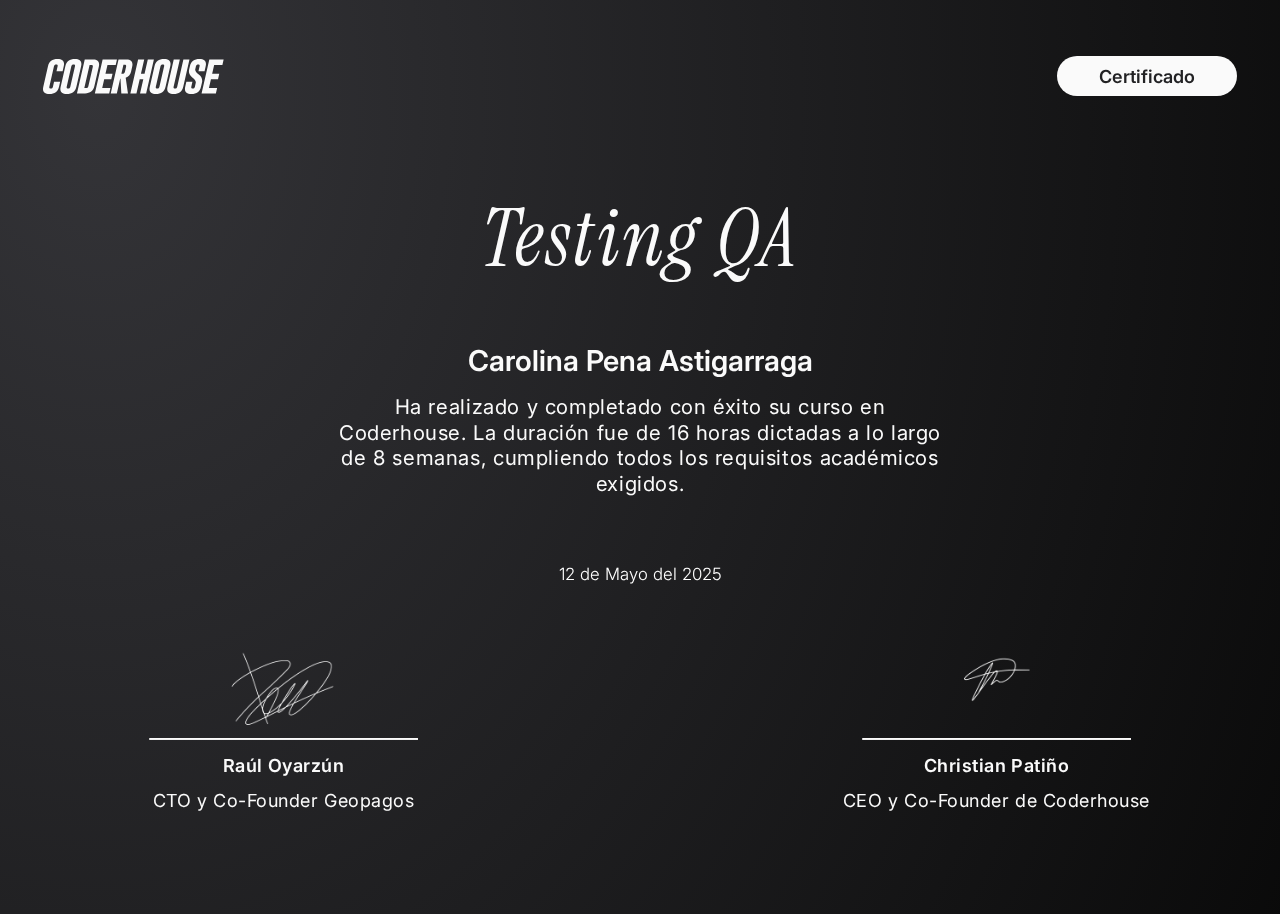 CODERHOUSE
Certificado
Testing QA
Carolina Pena Astigarraga
Ha realizado y completado con éxito su curso en
Coderhouse. La duración fue de 16 horas dictadas a lo largo
de 8 semanas, cumpliendo todos los requisitos académicos
exigidos.
12 de Mayo del 2025
Raúl Oyarzún
CTO y Co-Founder Geopagos
Christian Patiño
CEO y Co-Founder de Coderhouse